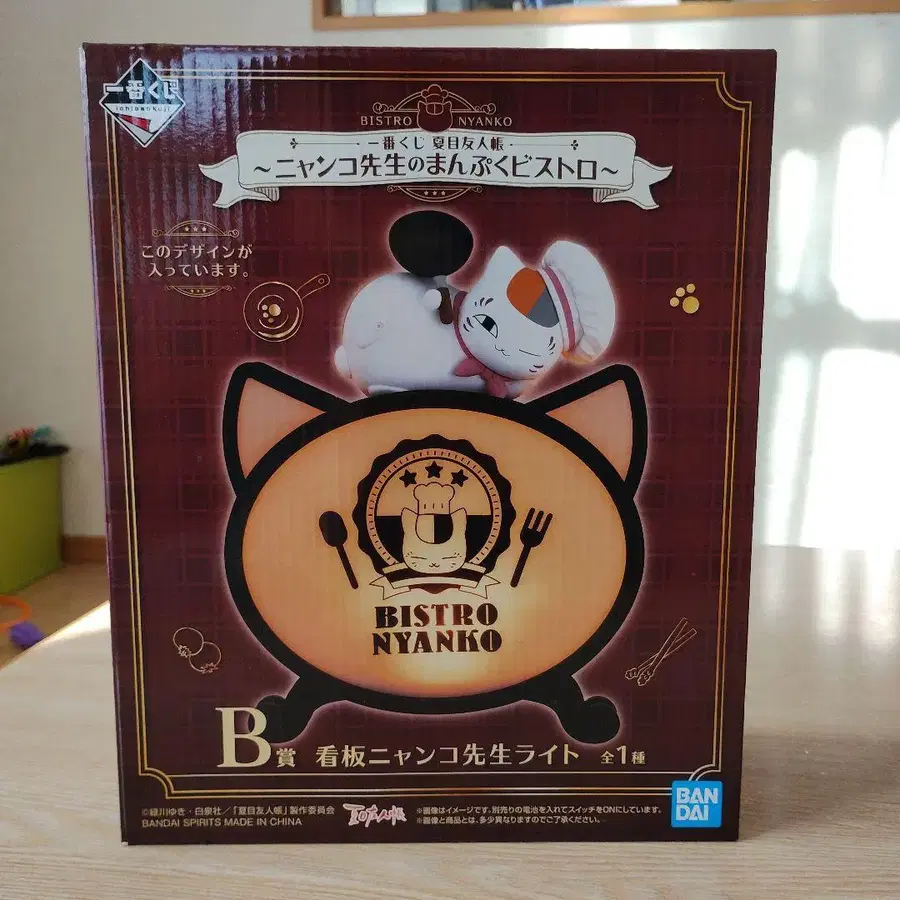 一番くじ
ichibankuji
BISTRO NYANKO
一番くじ 夏目友人帳
～ニャンコ先生のまんぷくビストロ～
このデザインが
入っています。
BISTRO
NYANKO
B賞 看板ニャンコ先生ライト 全1種
©緑川ゆき・白泉社／「夏目友人帳」製作委員会
BANDAI SPIRITS MADE IN CHINA
夏目友人帳
※画像はイメージです。別売りの電池を入れてスイッチをONにしています。
※画像と商品とは、多少異なりますのでご了承ください。
BAN
DAI